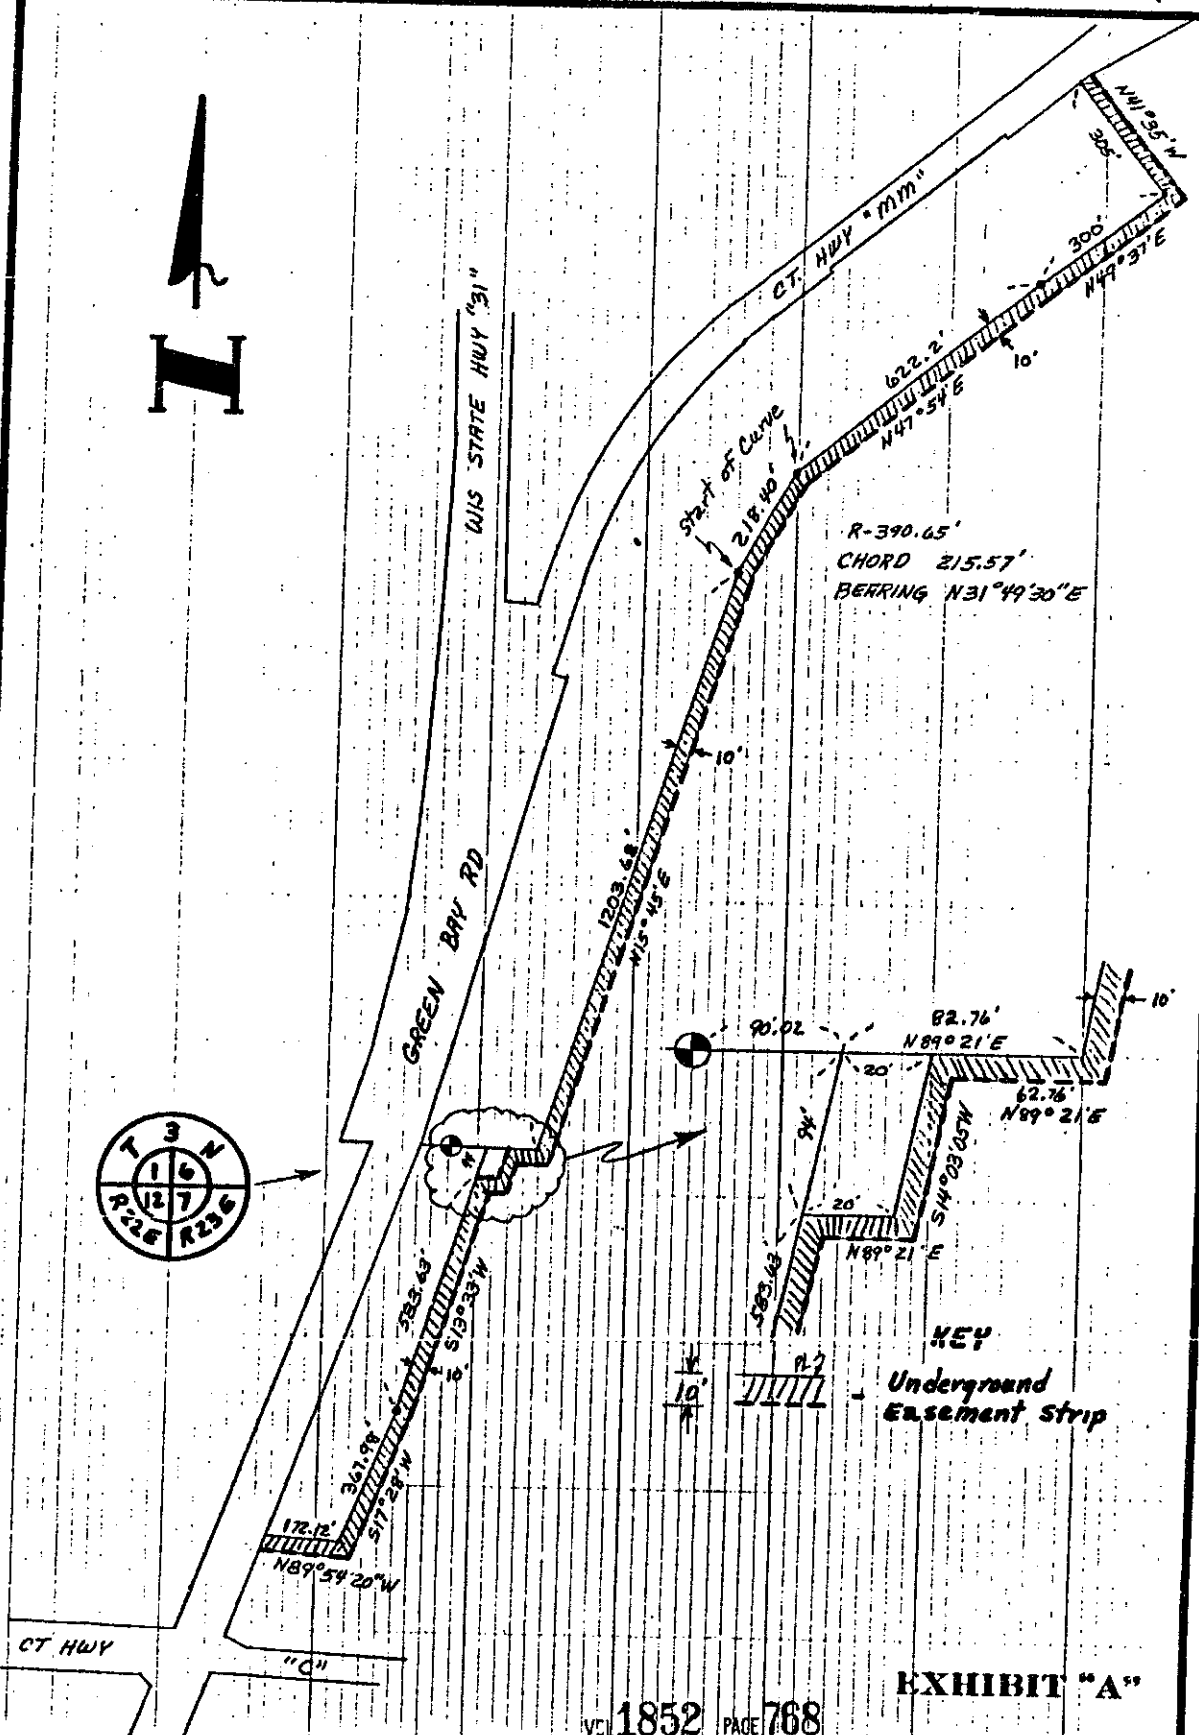 N41°35'W
305'
CT. HWY "MM"
300'
N49°37'E
WIS STATE HWY "31"
622.2'
10'
N47°54'E
Start of Curve
218.40'
R-390.65'
CHORD 215.57'
BERRING N31°49'30"E
10'
1203.68'
N15°45'E
GREEN BAY RD
10'
90.02
82.76'
N89°21'E
20'
62.76'
N89°21'E
94'
S14°03'05W
T 3 N
1 6
12 7
R22E R23E
20'
N89°21'E
583.63'
S13°33'W
583.63
10'
KEY
10'
- Underground
Easement Strip
367.98'
S17°28'W
172.12'
N89°54'20"W
CT HWY
"C"
EXHIBIT "A"
VOL 1852 PAGE 768